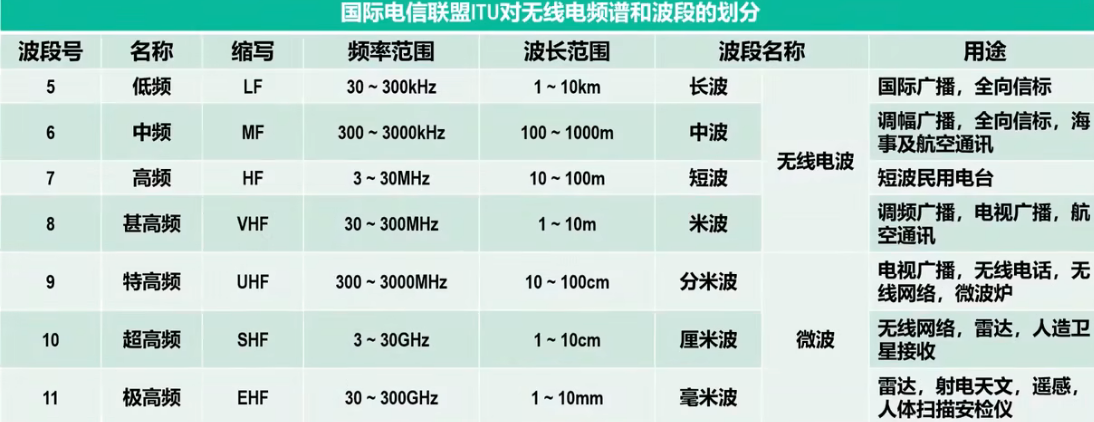 国际电信联盟ITU对无线电频谱和波段的划分
波段号 名称 缩写 频率范围 波长范围 波段名称 用途
5 低频 LF 30 ~ 300kHz 1 ~ 10km 长波 国际广播，全向信标
6 中频 MF 300 ~ 3000kHz 100 ~ 1000m 中波 调幅广播，全向信标，海
事及航空通讯
无线电波
7 高频 HF 3 ~ 30MHz 10 ~ 100m 短波 短波民用电台
8 甚高频 VHF 30 ~ 300MHz 1 ~ 10m 米波 调频广播，电视广播，航
空通讯
9 特高频 UHF 300 ~ 3000MHz 10 ~ 100cm 分米波 电视广播，无线电话，无
线网络，微波炉
10 超高频 SHF 3 ~ 30GHz 1 ~ 10cm 厘米波 微波 无线网络，雷达，人造卫
星接收
11 极高频 EHF 30 ~ 300GHz 1 ~ 10mm 毫米波 雷达，射电天文，遥感，
人体扫描安检仪